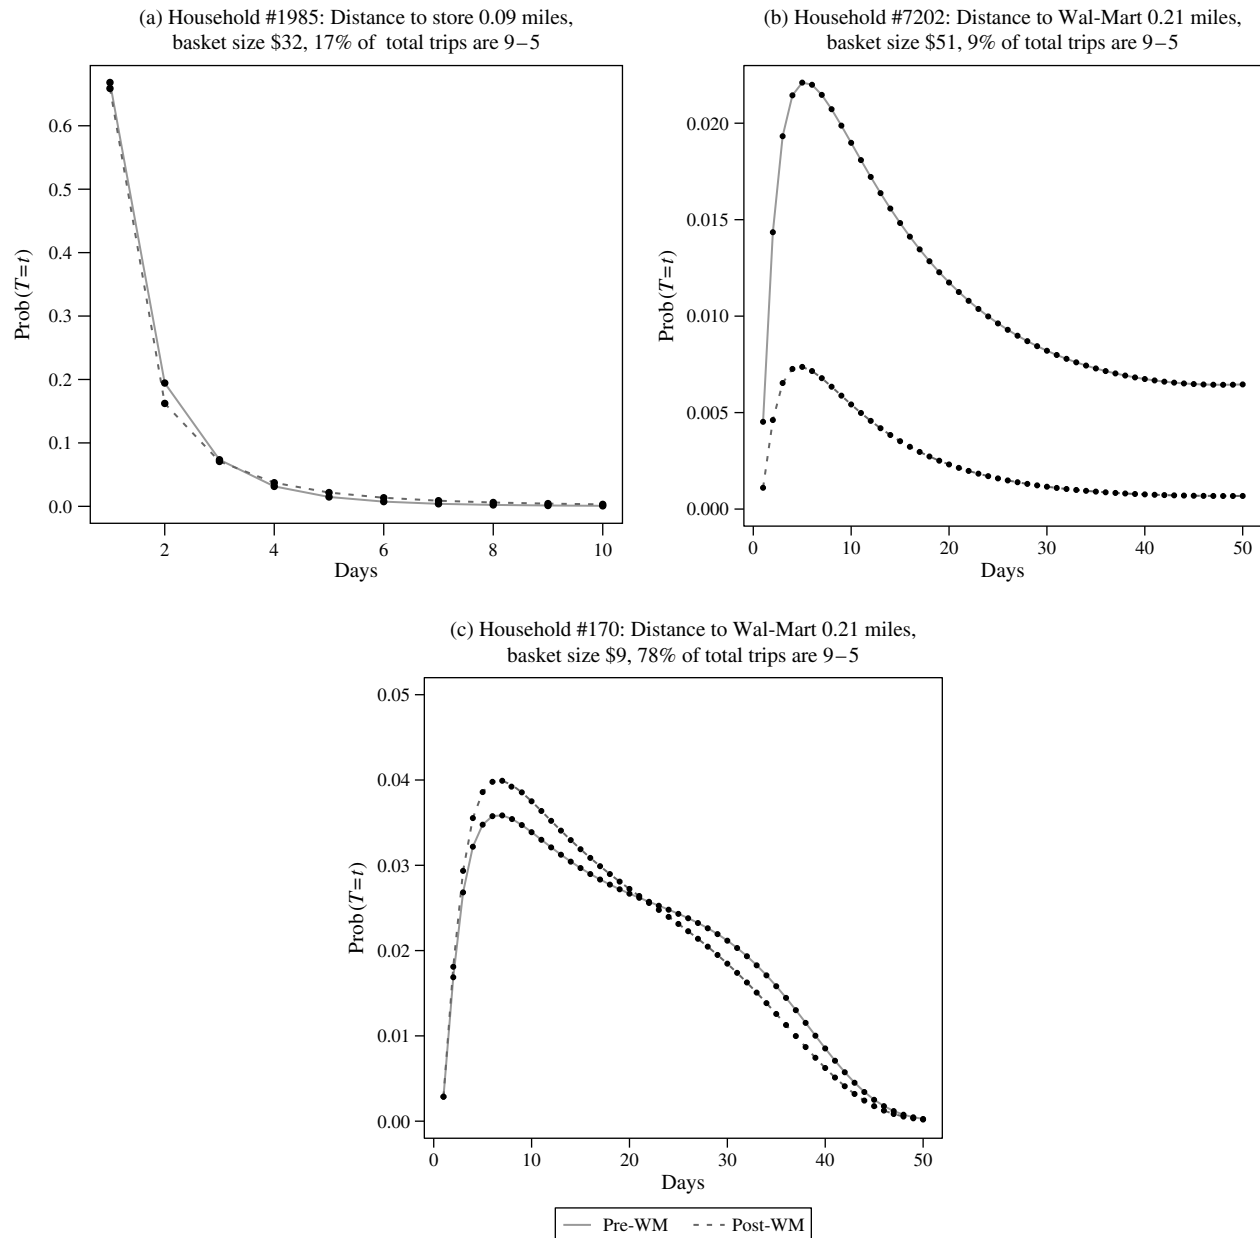 (a) Household #1985: Distance to store 0.09 miles,
basket size $32, 17% of total trips are 9–5
0.6
0.5
0.4
0.3
0.2
0.1
0.0
Prob(T=t)
2 4 6 8 10
Days
(b) Household #7202: Distance to Wal-Mart 0.21 miles,
basket size $51, 9% of total trips are 9–5
0.020
0.015
0.010
0.005
0.000
Prob(T=t)
0 10 20 30 40 50
Days
(c) Household #170: Distance to Wal-Mart 0.21 miles,
basket size $9, 78% of total trips are 9–5
0.05
0.04
0.03
0.02
0.01
0.00
Prob(T=t)
0 10 20 30 40 50
Days
Pre-WM Post-WM